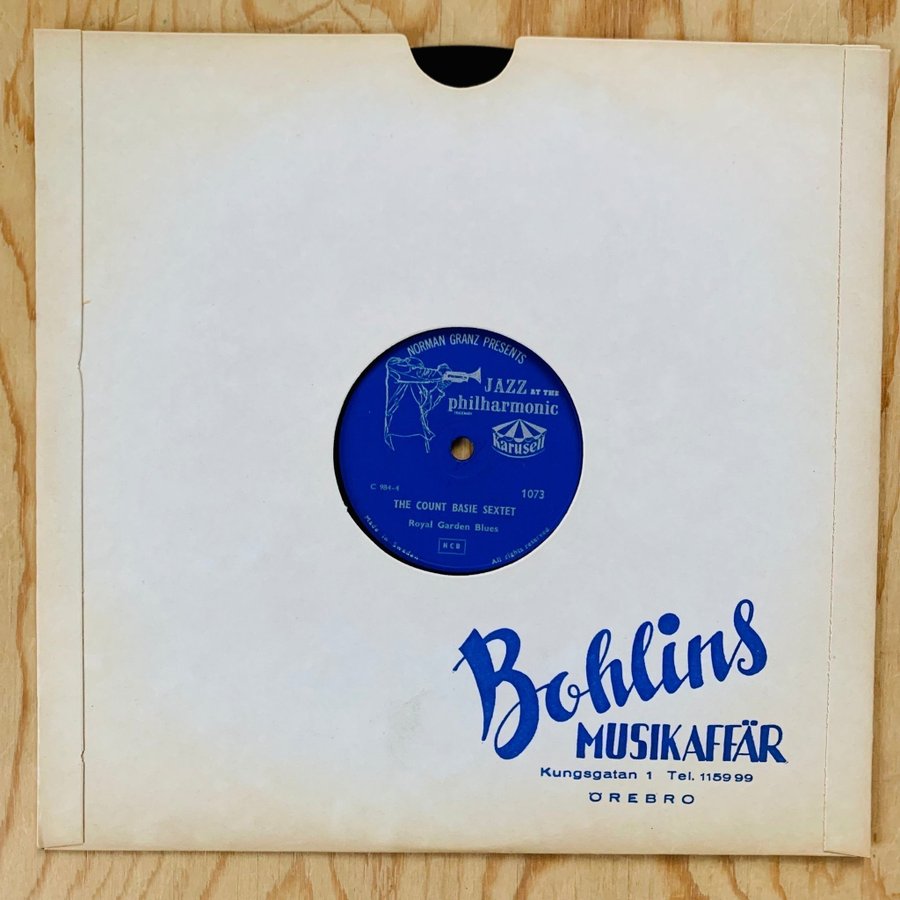 NORMAN GRANZ PRESENTS
JAZZ AT THE
philharmonic
Karusell
C 984-4
1073
THE COUNT BASIE SEXTET
Royal Garden Blues
NCB
Made in Sweden
All rights reserved
Bohlins
MUSIKAFFÄR
Kungsgatan 1 Tel. 115999
ÖREBRO